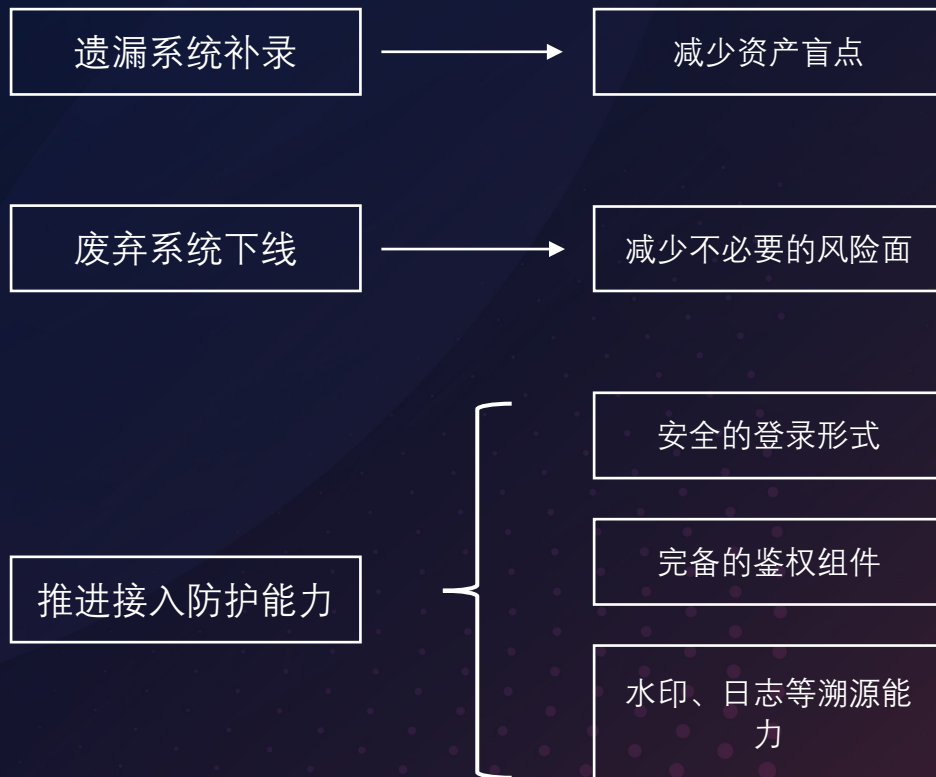 遗漏系统补录
减少资产盲点
废弃系统下线
减少不必要的风险面
推进接入防护能力
安全的登录形式
完备的鉴权组件
水印、日志等溯源能
力